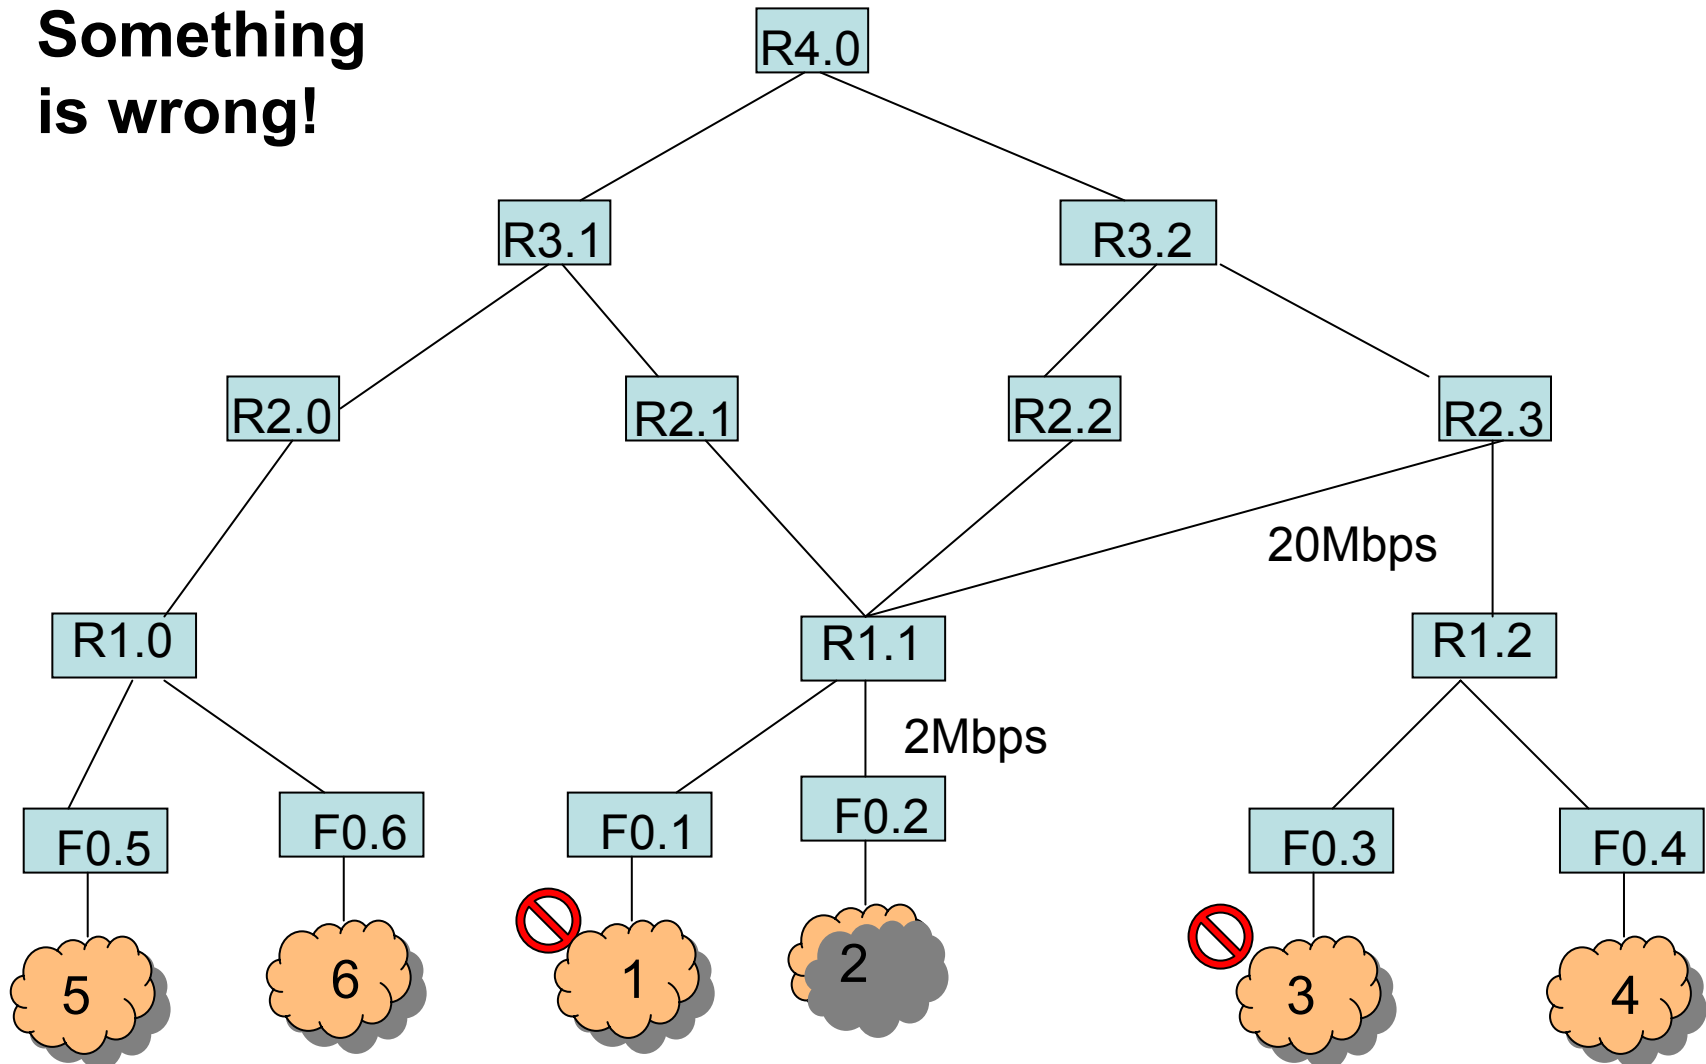 Something
is wrong!
R4.0
R3.1
R3.2
R2.0
R2.1
R2.2
R2.3
20Mbps
R1.0
R1.1
R1.2
2Mbps
F0.5
F0.6
F0.1
F0.2
F0.3
F0.4
5
6
1
2
3
4